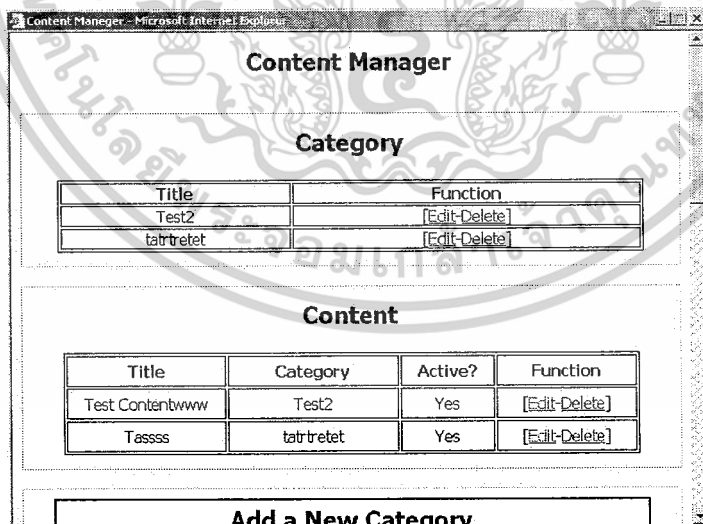 Content Maneger - Microsoft Internet Explorer
Content Manager
Category
Title Function
Test2 [Edit-Delete]
tatrtretet [Edit-Delete]
Content
Title Category Active? Function
Test Contentwww Test2 Yes [Edit-Delete]
Tassss tatrtretet Yes [Edit-Delete]
Add a New Category